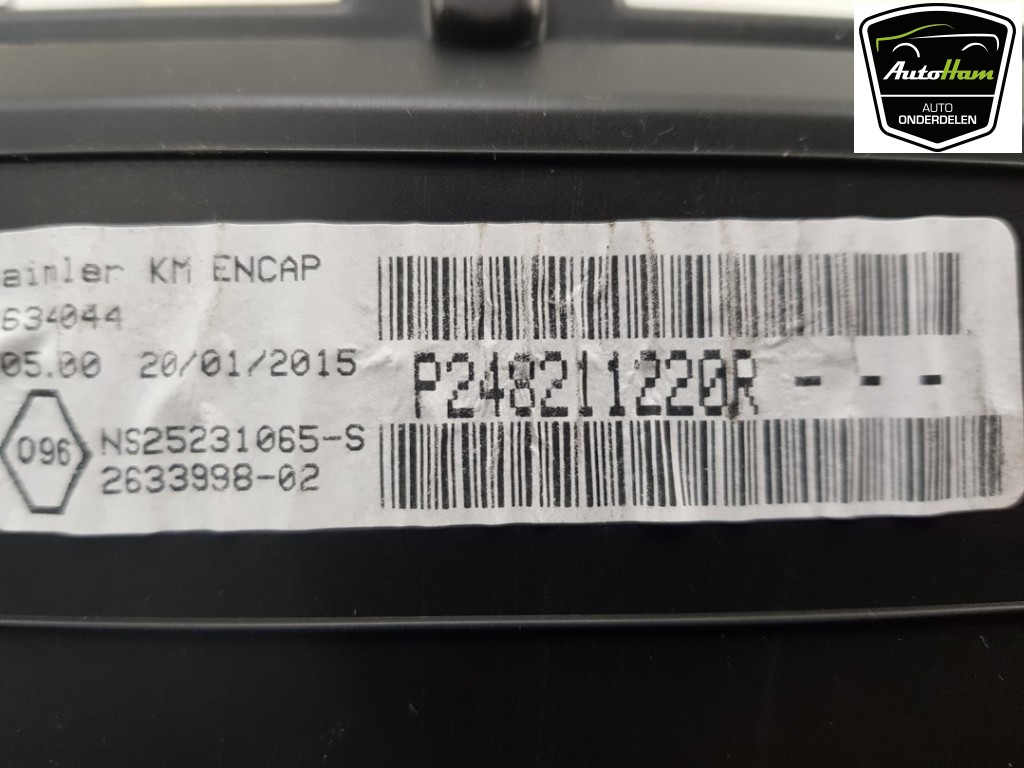 AutoHam
AUTO
ONDERDELEN
aimler KM ENCAP
634044
05.00 20/01/2015
P248211220R - - -
096
NS25231065-S
2633998-02